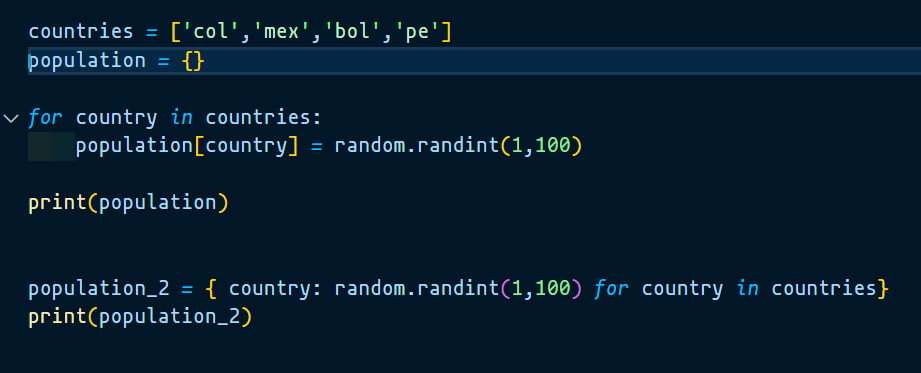 countries = ['col','mex','bol','pe']
population = {}
for country in countries:
    population[country] = random.randint(1,100)
print(population)
population_2 = { country: random.randint(1,100) for country in countries}
print(population_2)